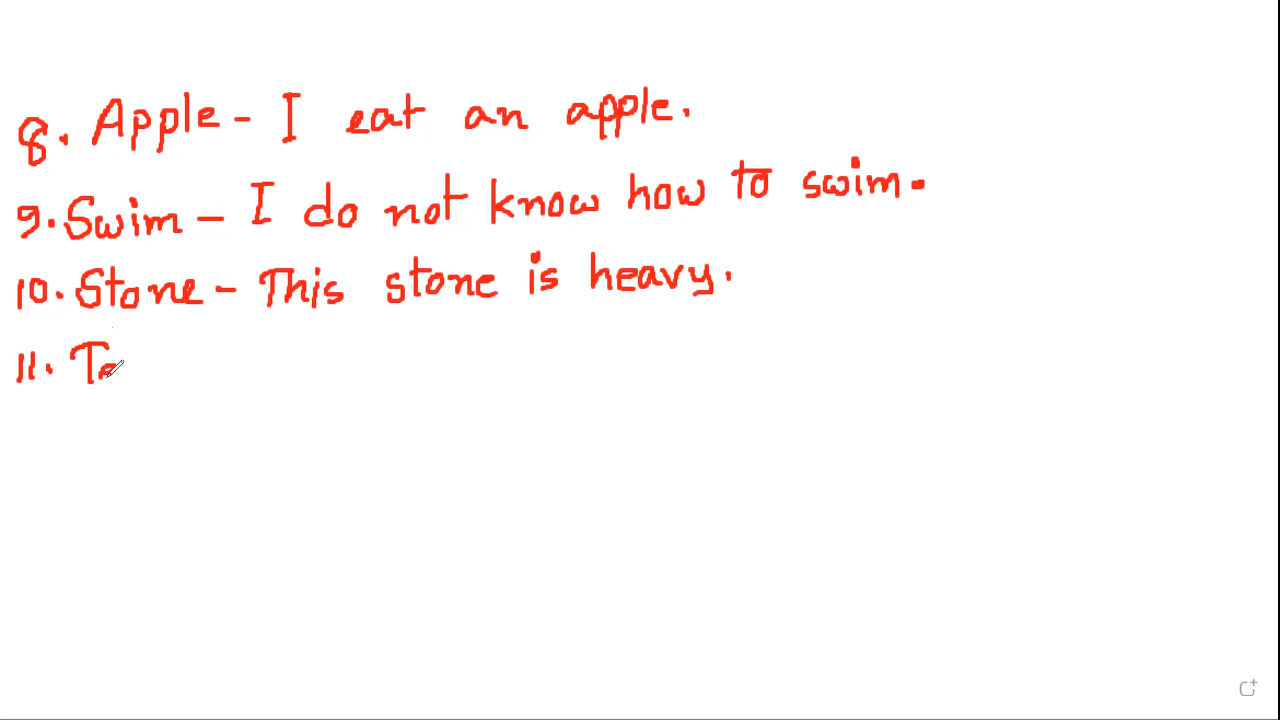 8. Apple - I eat an apple.
9. Swim - I do not know how to swim.
10. Stone - This stone is heavy.
11.